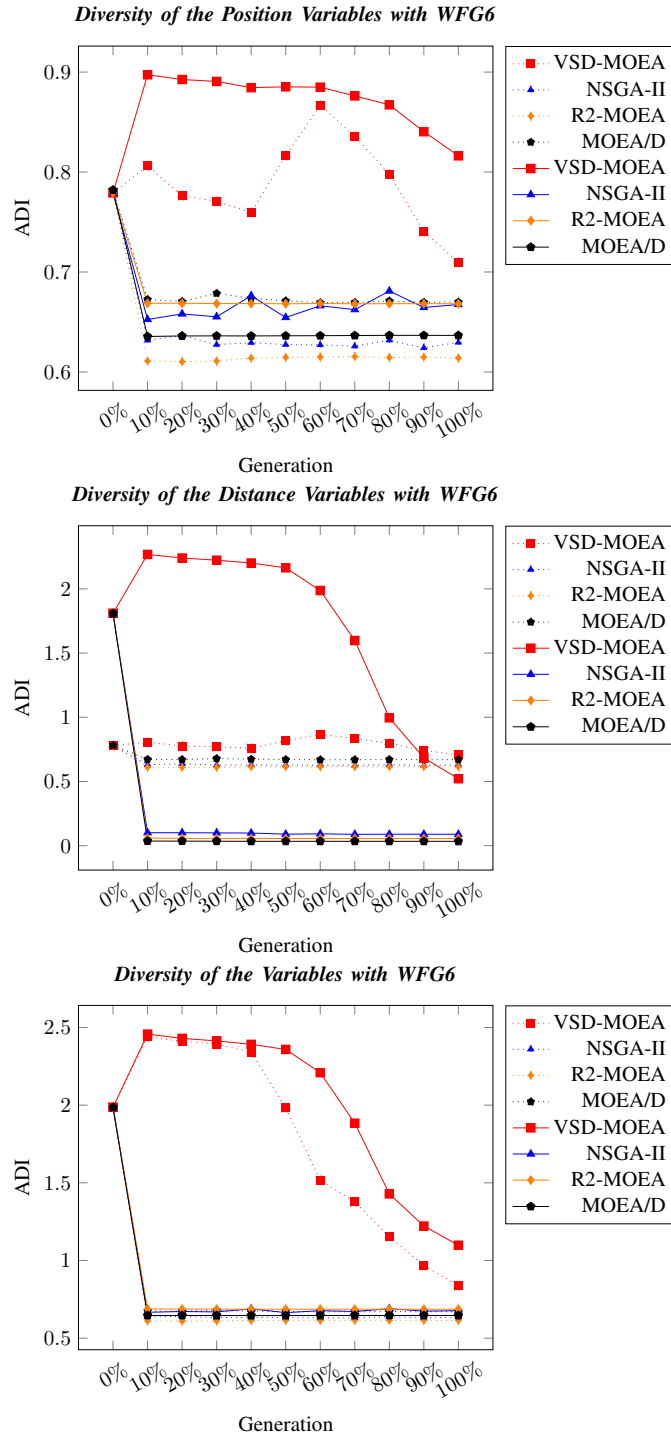 Diversity of the Position Variables with WFG6
VSD-MOEA
NSGA-II
R2-MOEA
MOEA/D
VSD-MOEA
NSGA-II
R2-MOEA
MOEA/D
0.9
0.8
0.7
0.6
ADI
0% 10% 20% 30% 40% 50% 60% 70% 80% 90% 100%
Generation
Diversity of the Distance Variables with WFG6
VSD-MOEA
NSGA-II
R2-MOEA
MOEA/D
VSD-MOEA
NSGA-II
R2-MOEA
MOEA/D
2
1.5
1
0.5
0
ADI
0% 10% 20% 30% 40% 50% 60% 70% 80% 90% 100%
Generation
Diversity of the Variables with WFG6
VSD-MOEA
NSGA-II
R2-MOEA
MOEA/D
VSD-MOEA
NSGA-II
R2-MOEA
MOEA/D
2.5
2
1.5
1
0.5
ADI
0% 10% 20% 30% 40% 50% 60% 70% 80% 90% 100%
Generation